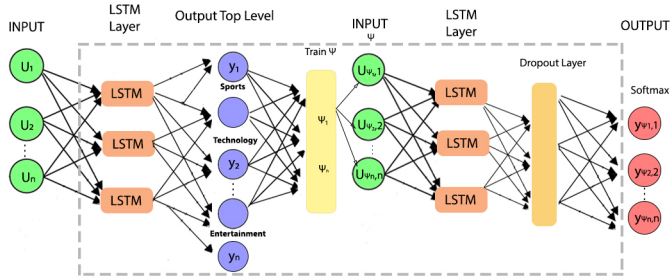 INPUT
LSTM
Layer
Output Top Level
INPUT
Ψ
LSTM
Layer
OUTPUT
Train Ψ
Dropout Layer
Softmax
U1
U2
Un
LSTM
LSTM
LSTM
y1
Sports
Technology
y2
Entertainment
yn
Ψ1
Ψn
UΨ1,1
UΨ2,2
UΨn,n
LSTM
LSTM
LSTM
yΨ1,1
yΨ2,2
yΨn,n